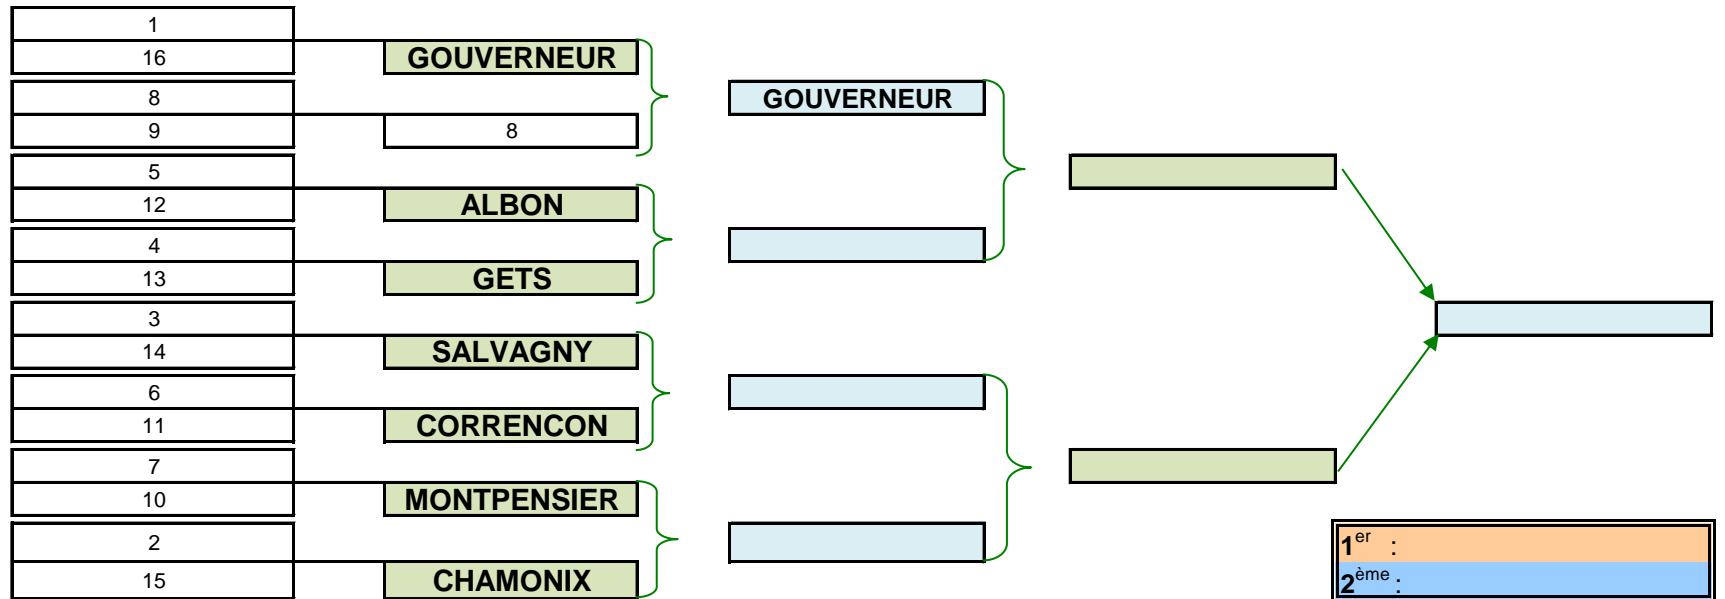 1
16 GOUVERNEUR
8 GOUVERNEUR
9 8
5
12 ALBON
4
13 GETS
3
14 SALVAGNY
6
11 CORRENCON
7
10 MONTPENSIER
2
1er :
15 CHAMONIX
2ème :